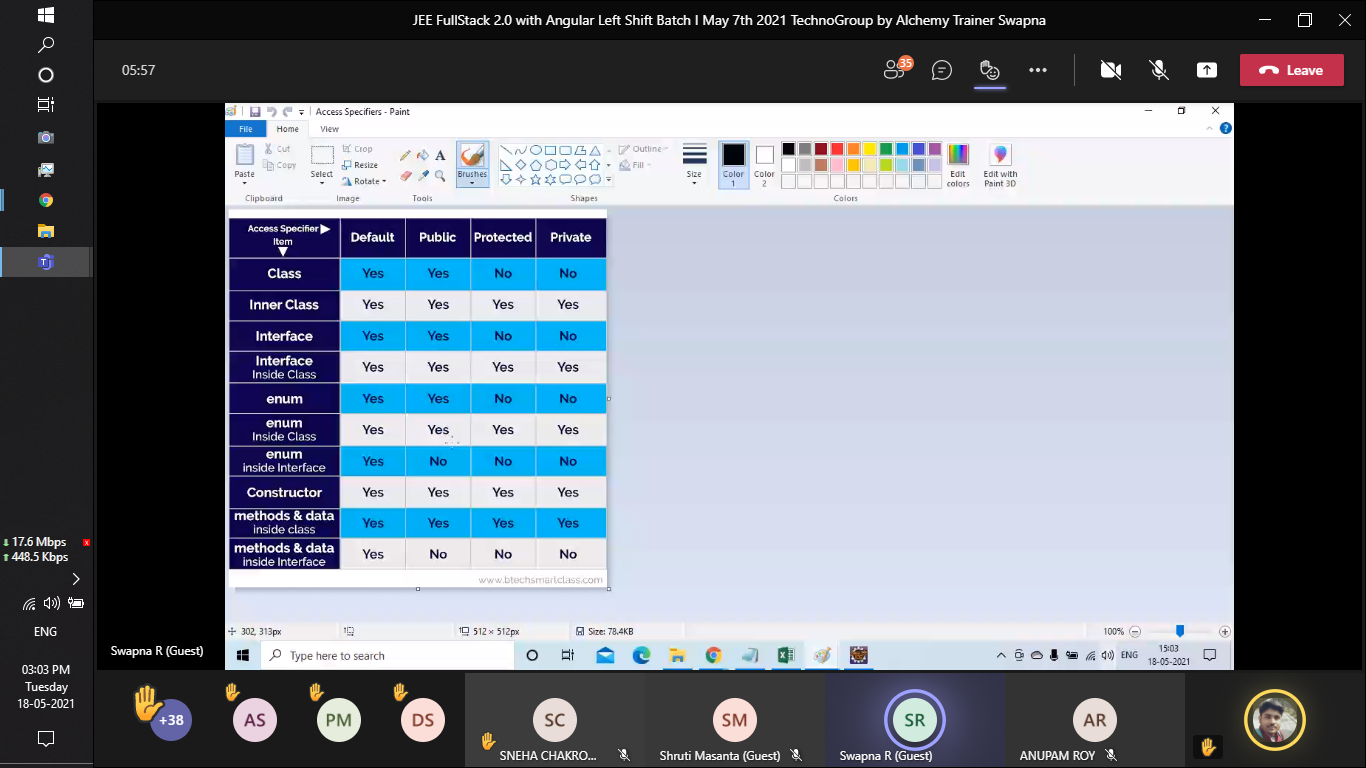 JEE FullStack 2.0 with Angular Left Shift Batch I May 7th 2021 TechnoGroup by Alchemy Trainer Swapna
05:57
35
Leave
Access Specifiers - Paint
File Home View
Paste
Cut
Copy
Clipboard
Select
Crop
Resize
Rotate
Image
A
Tools
Brushes
Outline
Fill
Shapes
Size
Color 1
Color 2
Edit colors
Colors
Edit with Paint 3D
Access Specifier
Item
Default Public Protected Private
Class Yes Yes No No
Inner Class Yes Yes Yes Yes
Interface Yes Yes No No
Interface
Inside Class
Yes Yes Yes Yes
enum Yes Yes No No
enum
Inside Class
Yes Yes Yes Yes
enum
inside Interface
Yes No No No
Constructor Yes Yes Yes Yes
methods & data
inside class
Yes Yes Yes Yes
methods & data
inside Interface
Yes No No No
www.btechsmartclass.com
302, 313px
512 × 512px
Size: 78.4KB
100%
Type here to search
ENG
15:03
18-05-2021
Swapna R (Guest)
17.6 Mbps
448.5 Kbps
ENG
03:03 PM
Tuesday
18-05-2021
+38
AS
PM
DS
SC
SNEHA CHAKRO...
SM
Shruti Masanta (Guest)
SR
Swapna R (Guest)
AR
ANUPAM ROY